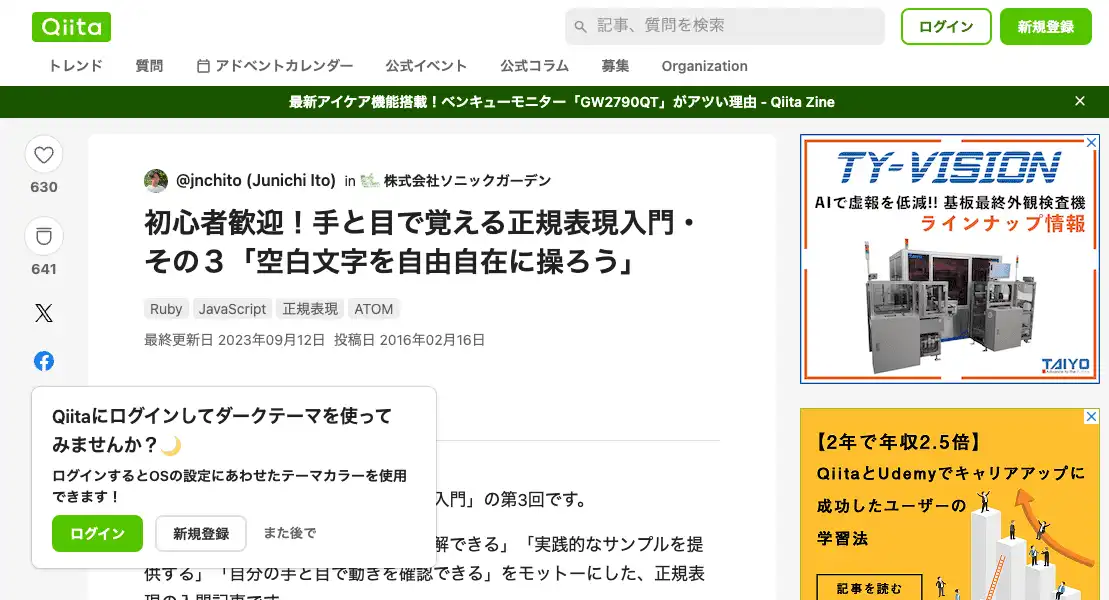 Qiita
記事、質問を検索
ログイン
新規登録
トレンド
質問
アドベントカレンダー
公式イベント
公式コラム
募集
Organization
最新アイケア機能搭載！ベンキューモニター「GW2790QT」がアツい理由 - Qiita Zine
630
641
@jnchito (Junichi Ito) in 株式会社ソニックガーデン
初心者歓迎！手と目で覚える正規表現入門・
その３「空白文字を自由自在に操ろう」
Ruby
JavaScript
正規表現
ATOM
最終更新日 2023年09月12日 投稿日 2016年02月16日
Qiitaにログインしてダークテーマを使って
みませんか？🌙
ログインするとOSの設定にあわせたテーマカラーを使用
できます！
ログイン
新規登録
また後で
入門」の第3回です。
解できる」「実践的なサンプルを提
供する」「自分の手と目で動きを確認できる」をモットーにした、正規表
現の入門記事です。
TY-VISION
AIで虚報を低減!! 基板最終外観検査機
ラインナップ情報
TAIYO
【2年で年収2.5倍】
QiitaとUdemyでキャリアアップに
成功したユーザーの
学習法
記事を読む